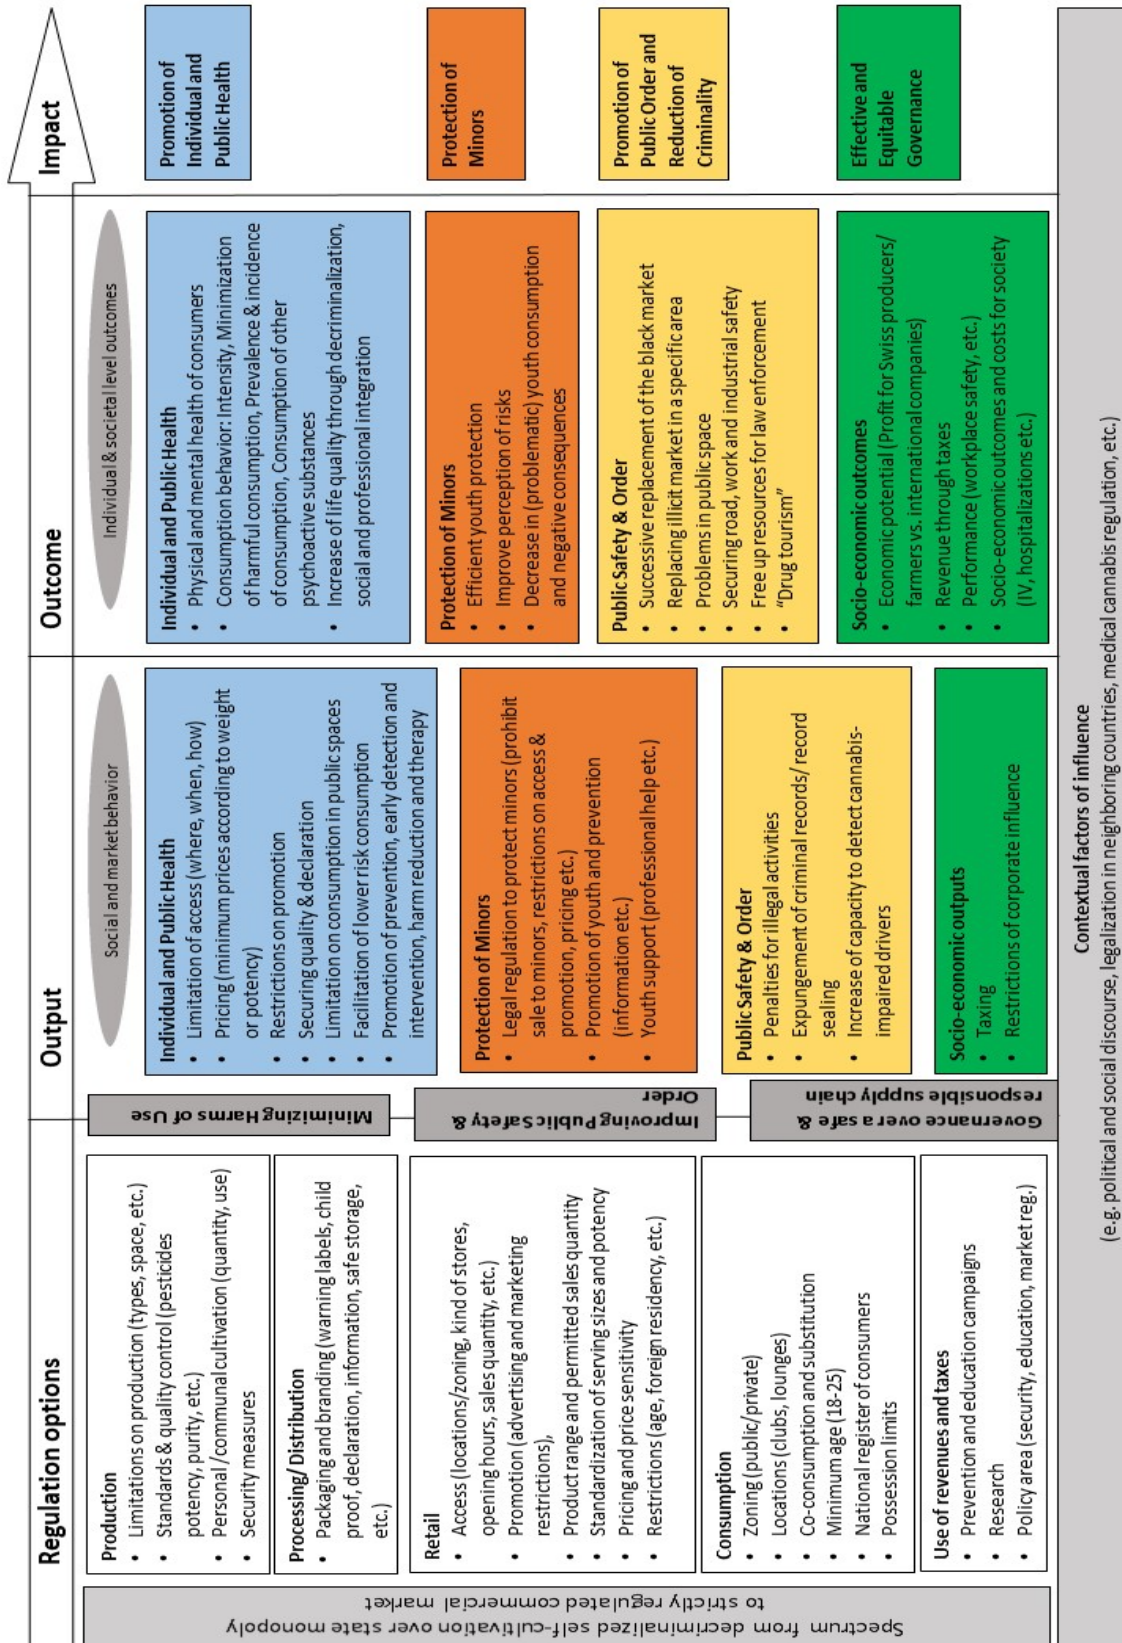 Regulation options
Output
Outcome
Impact
Spectrum from decriminalized self-cultivation over state monopoly
to strictly regulated commercial market
Production
• Limitations on production (types, space, etc.)
• Standards & quality control (pesticides
potency, purity, etc.)
• Personal /communal cultivation (quantity, use)
• Security measures
Processing/ Distribution
• Packaging and branding (warning labels, child
proof, declaration, information, safe storage,
etc.)
Retail
• Access (locations/zoning, kind of stores,
opening hours, sales quantity, etc.)
• Promotion (advertising and marketing
restrictions),
• Product range and permitted sales quantity
• Standardization of serving sizes and potency
• Pricing and price sensitivity
• Restrictions (age, foreign residency, etc.)
Consumption
• Zoning (public/private)
• Locations (clubs, lounges)
• Co-consumption and substitution
• Minimum age (18-25)
• National register of consumers
• Possession limits
Use of revenues and taxes
• Prevention and education campaigns
• Research
• Policy area (security, education, market reg.)
Minimizing Harms of Use
Improving Public Safety &
Order
Governance over a safe &
responsible supply chain
Social and market behavior
Individual and Public Health
• Limitation of access (where, when, how)
• Pricing (minimum prices according to weight
or potency)
• Restrictions on promotion
• Securing quality & declaration
• Limitation on consumption in public spaces
• Facilitation of lower risk consumption
• Promotion of prevention, early detection and
intervention, harm reduction and therapy
Protection of Minors
• Legal regulation to protect minors (prohibit
sale to minors, restrictions on access &
promotion, pricing etc.)
• Promotion of youth and prevention
(information etc.)
• Youth support (professional help etc.)
Public Safety & Order
• Penalties for illegal activities
• Expungement of criminal records/ record
sealing
• Increase of capacity to detect cannabis-
impaired drivers
Socio-economic outputs
• Taxing
• Restrictions of corporate influence
Individual & societal level outcomes
Individual and Public Health
• Physical and mental health of consumers
• Consumption behavior: Intensity, Minimization
of harmful consumption, Prevalence & incidence
of consumption, Consumption of other
psychoactive substances
• Increase of life quality through decriminalization,
social and professional integration
Protection of Minors
• Efficient youth protection
• Improve perception of risks
• Decrease in (problematic) youth consumption
and negative consequences
Public Safety & Order
• Successive replacement of the black market
• Replacing illicit market in a specific area
• Problems in public space
• Securing road, work and industrial safety
• Free up resources for law enforcement
• “Drug tourism”
Socio-economic outcomes
• Economic potential (Profit for Swiss producers/
farmers vs. international companies)
• Revenue through taxes
• Performance (workplace safety, etc.)
• Socio-economic outcomes and costs for society
(IV, hospitalizations etc.)
Promotion of
Individual and
Public Health
Protection of
Minors
Promotion of
Public Order and
Reduction of
Criminality
Effective and
Equitable
Governance
Contextual factors of influence
(e.g. political and social discourse, legalization in neighboring countries, medical cannabis regulation, etc.)